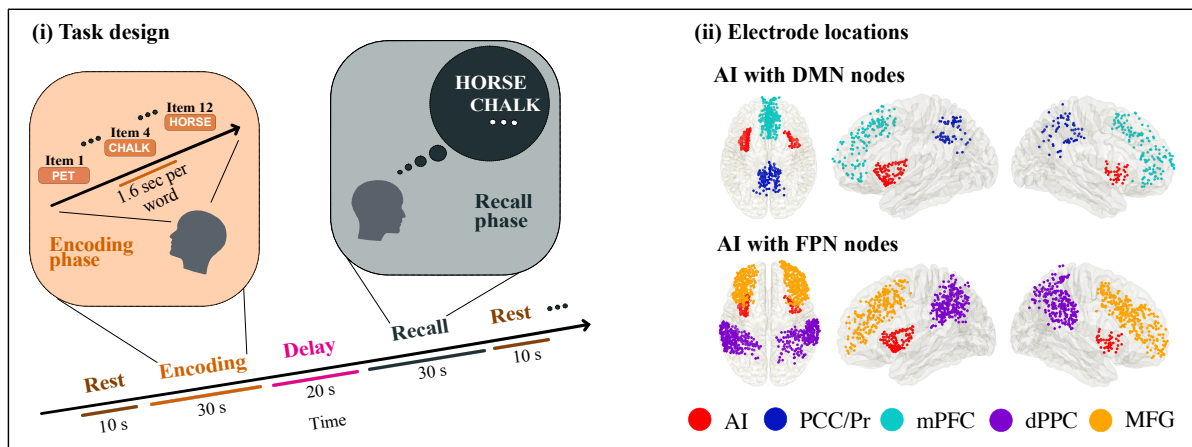 (i) Task design
Item 1
PET
Item 4
CHALK
Item 12
HORSE
1.6 sec per
word
Encoding
phase
HORSE
CHALK
Recall
phase
Rest
Encoding
Delay
Recall
Rest
10 s
30 s
20 s
30 s
10 s
Time
(ii) Electrode locations
AI with DMN nodes
AI with FPN nodes
AI
PCC/Pr
mPFC
dPPC
MFG